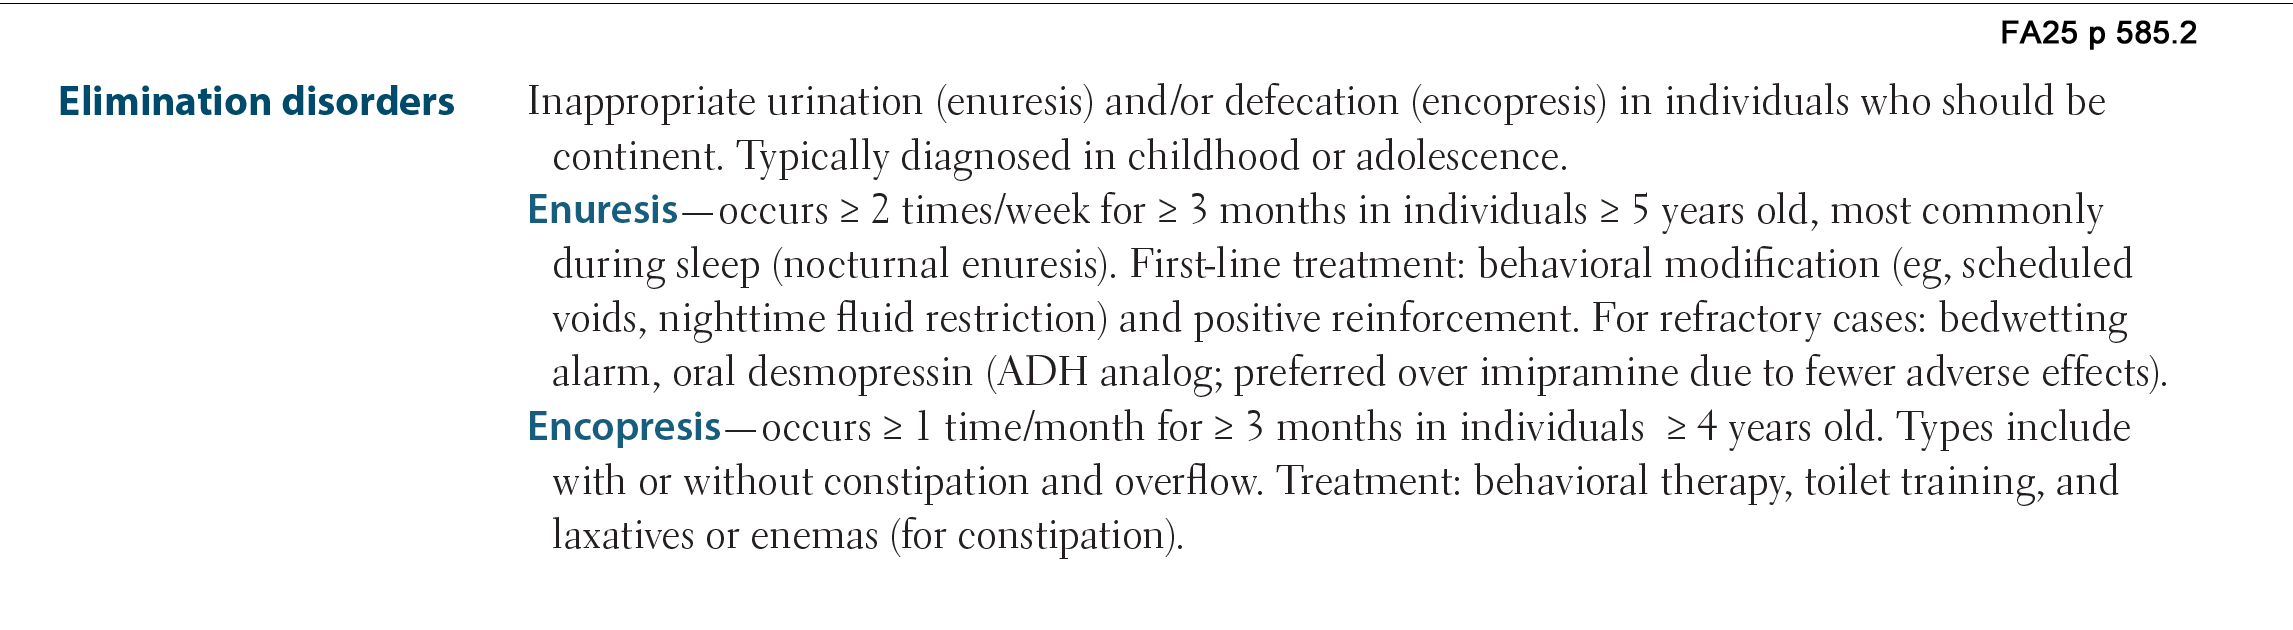 FA25 p 585.2
Elimination disorders
Inappropriate urination (enuresis) and/or defecation (encopresis) in individuals who should be
continent. Typically diagnosed in childhood or adolescence.
Enuresis—occurs ≥ 2 times/week for ≥ 3 months in individuals ≥ 5 years old, most commonly
during sleep (nocturnal enuresis). First-line treatment: behavioral modification (eg, scheduled
voids, nighttime fluid restriction) and positive reinforcement. For refractory cases: bedwetting
alarm, oral desmopressin (ADH analog; preferred over imipramine due to fewer adverse effects).
Encopresis—occurs ≥ 1 time/month for ≥ 3 months in individuals ≥ 4 years old. Types include
with or without constipation and overflow. Treatment: behavioral therapy, toilet training, and
laxatives or enemas (for constipation).